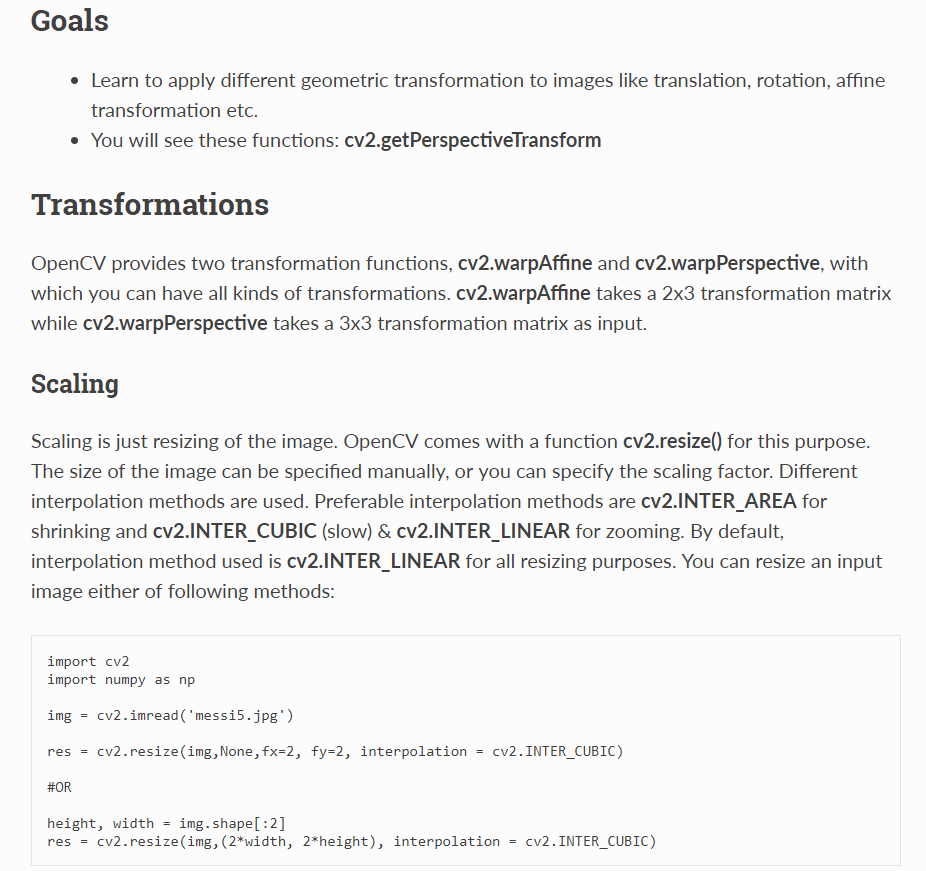 Goals
• Learn to apply different geometric transformation to images like translation, rotation, affine
transformation etc.
• You will see these functions: cv2.getPerspectiveTransform
Transformations
OpenCV provides two transformation functions, cv2.warpAffine and cv2.warpPerspective, with
which you can have all kinds of transformations. cv2.warpAffine takes a 2x3 transformation matrix
while cv2.warpPerspective takes a 3x3 transformation matrix as input.
Scaling
Scaling is just resizing of the image. OpenCV comes with a function cv2.resize() for this purpose.
The size of the image can be specified manually, or you can specify the scaling factor. Different
interpolation methods are used. Preferable interpolation methods are cv2.INTER_AREA for
shrinking and cv2.INTER_CUBIC (slow) & cv2.INTER_LINEAR for zooming. By default,
interpolation method used is cv2.INTER_LINEAR for all resizing purposes. You can resize an input
image either of following methods:
import cv2
import numpy as np
img = cv2.imread('messi5.jpg')
res = cv2.resize(img,None,fx=2, fy=2, interpolation = cv2.INTER_CUBIC)
#OR
height, width = img.shape[:2]
res = cv2.resize(img,(2*width, 2*height), interpolation = cv2.INTER_CUBIC)